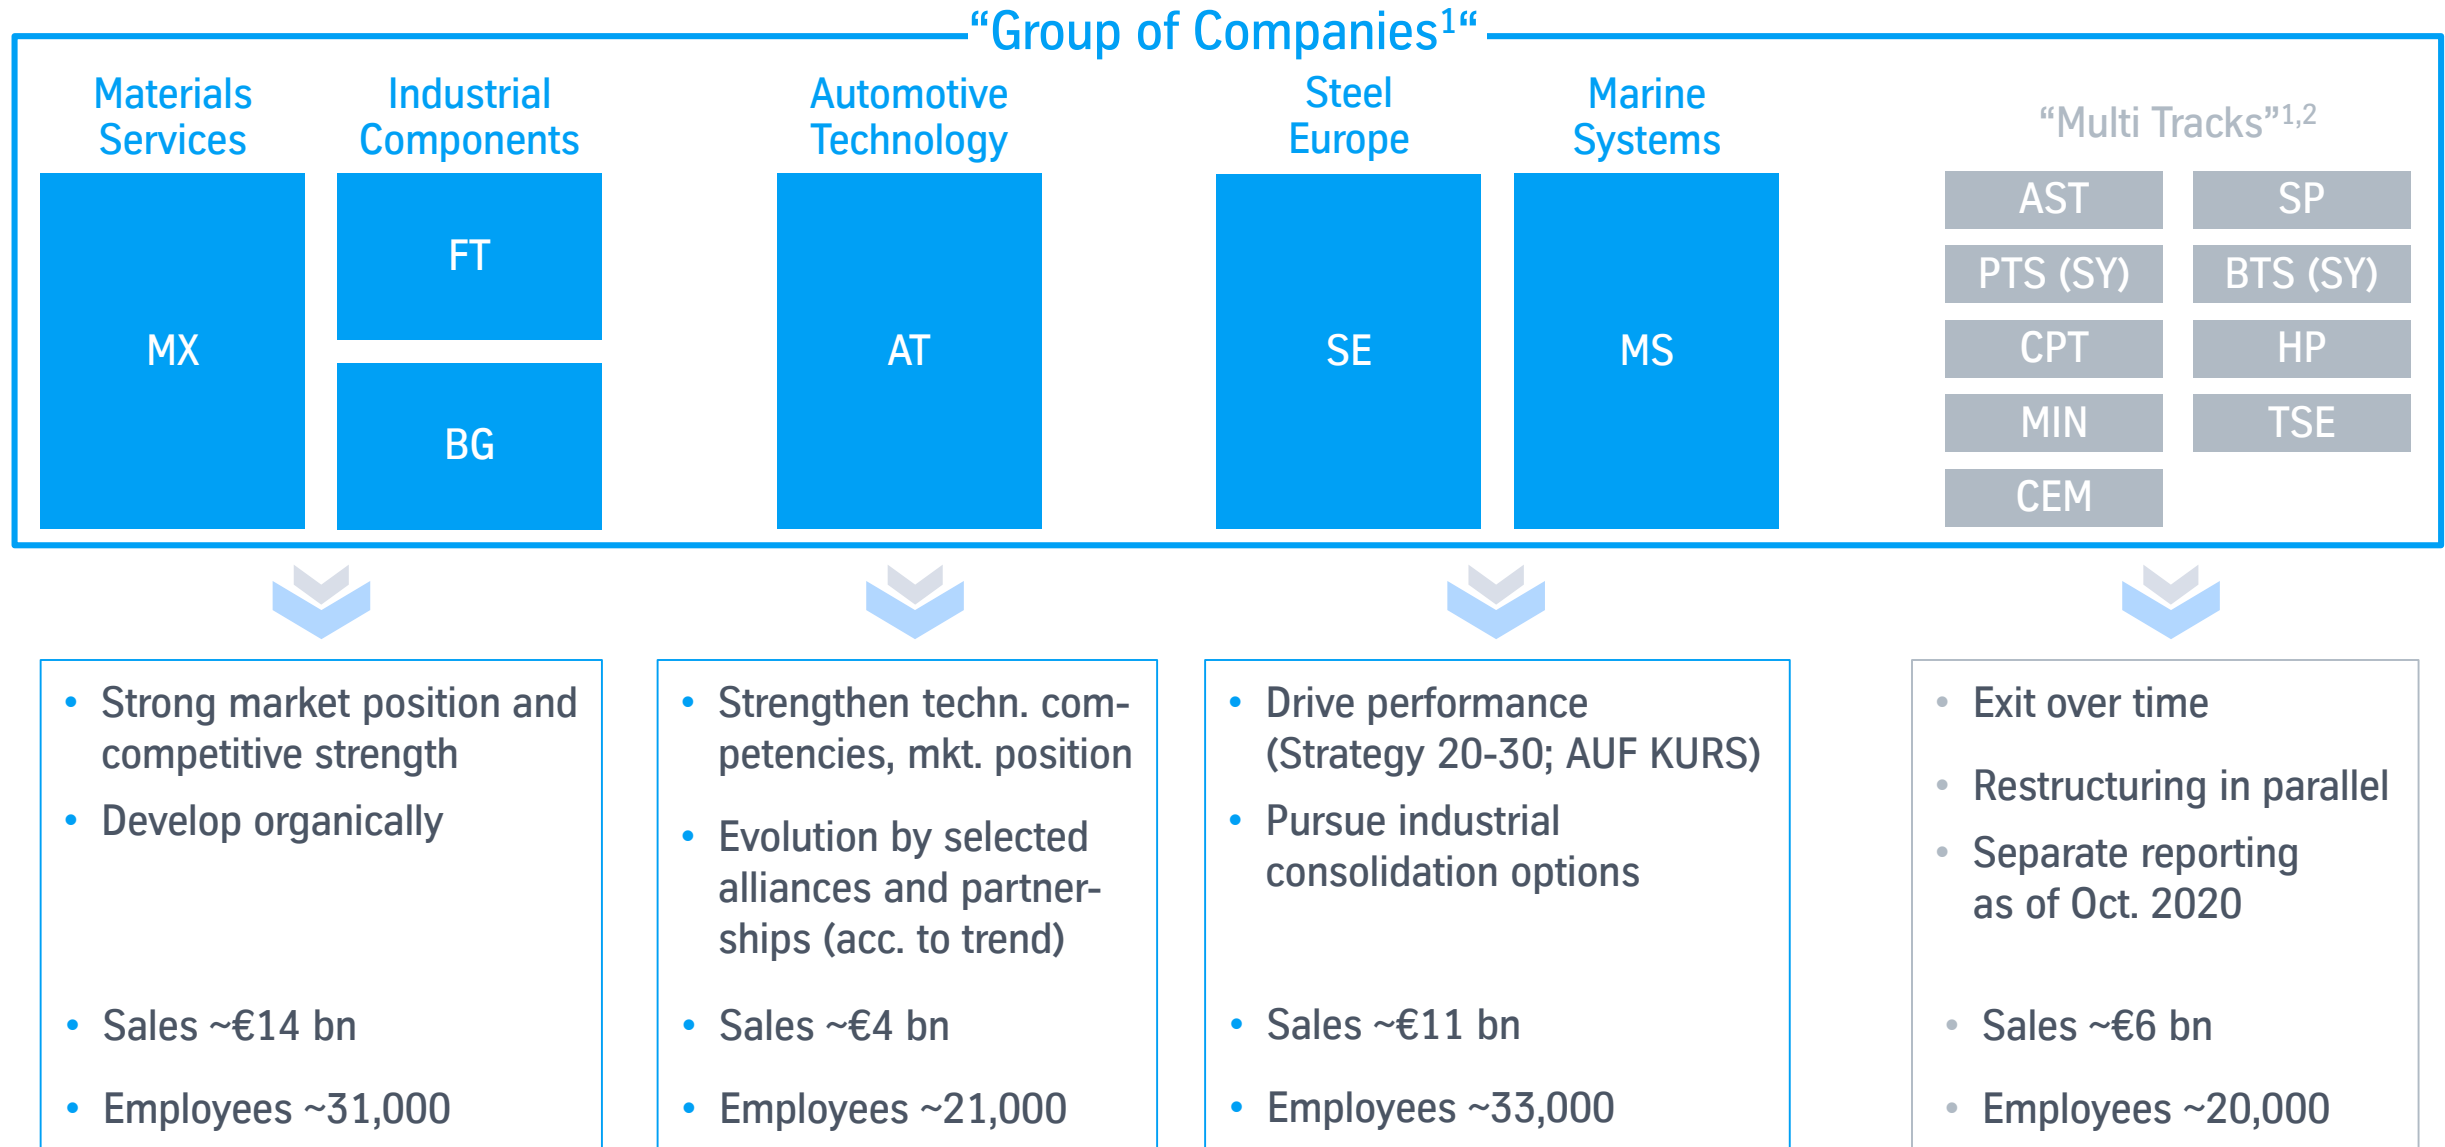 “Group of Companies¹“
Materials
Services
Industrial
Components
Automotive
Technology
Steel
Europe
Marine
Systems
“Multi Tracks”¹,²
MX
FT
BG
AT
SE
MS
AST
SP
PTS (SY)
BTS (SY)
CPT
HP
MIN
TSE
CEM
• Strong market position and
competitive strength
• Develop organically
• Sales ~€14 bn
• Employees ~31,000
• Strengthen techn. com-
petencies, mkt. position
• Evolution by selected
alliances and partner-
ships (acc. to trend)
• Sales ~€4 bn
• Employees ~21,000
• Drive performance
(Strategy 20-30; AUF KURS)
• Pursue industrial
consolidation options
• Sales ~€11 bn
• Employees ~33,000
• Exit over time
• Restructuring in parallel
• Separate reporting
as of Oct. 2020
• Sales ~€6 bn
• Employees ~20,000